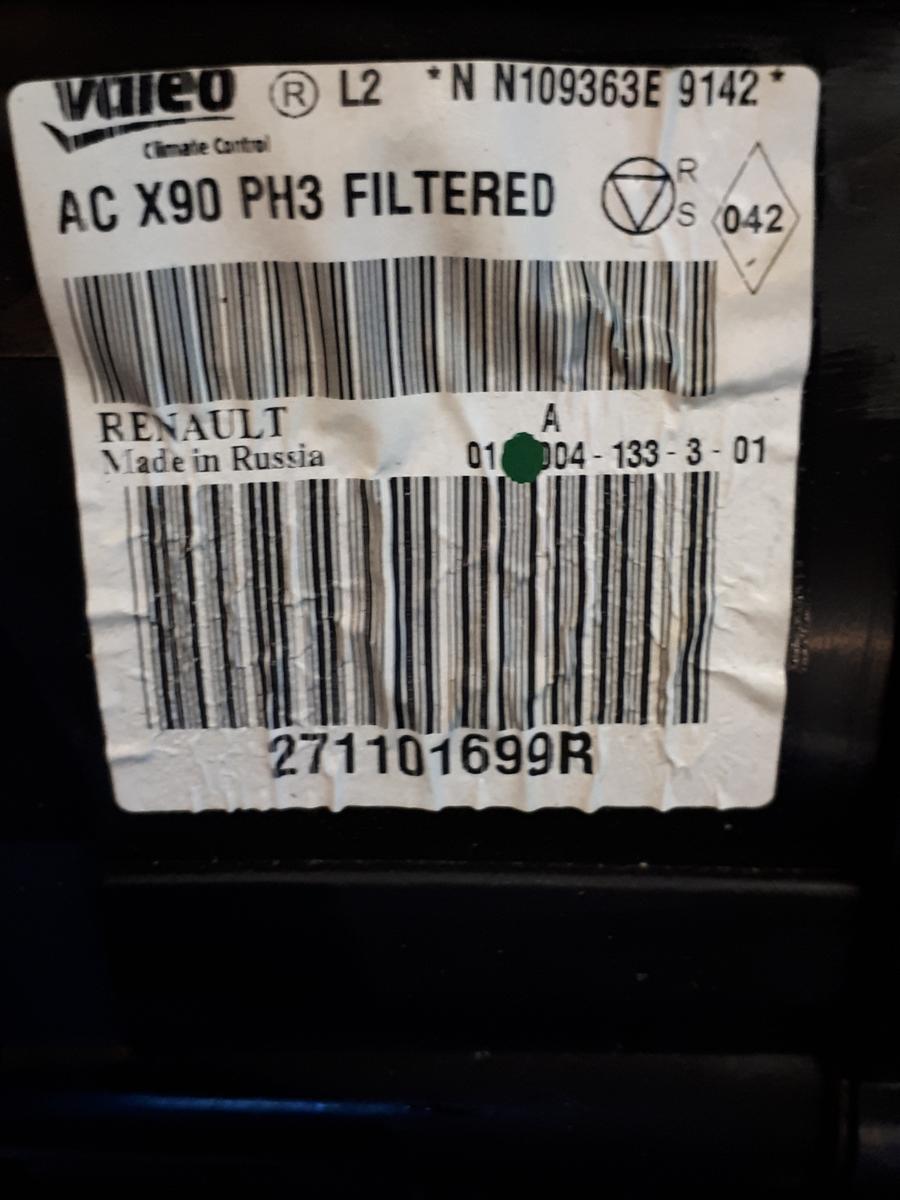 Valeo ® L2 *N N109363E 9142*
Climate Control
AC X90 PH3 FILTERED
R
S
042
RENAULT
A
Made in Russia
01 004-133-3-01
271101699R